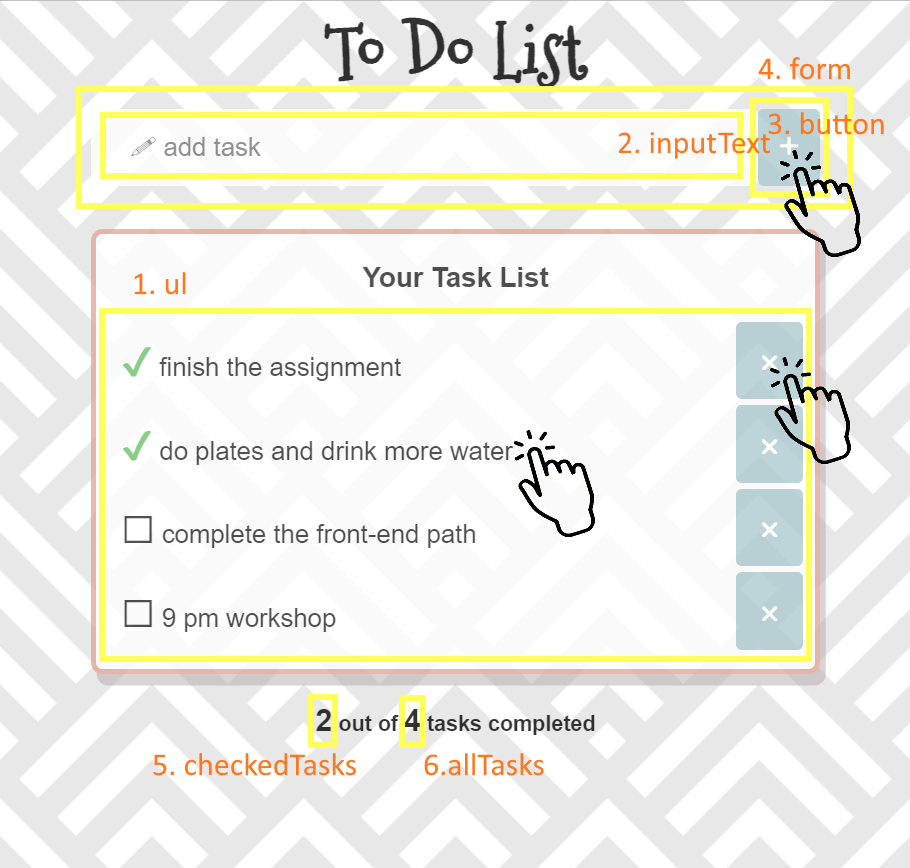 To Do List
4. form
add task
2. inputText
3. button
+
1. ul
Your Task List
finish the assignment
×
do plates and drink more water
×
complete the front-end path
×
9 pm workshop
×
2 out of 4 tasks completed
5. checkedTasks
6.allTasks